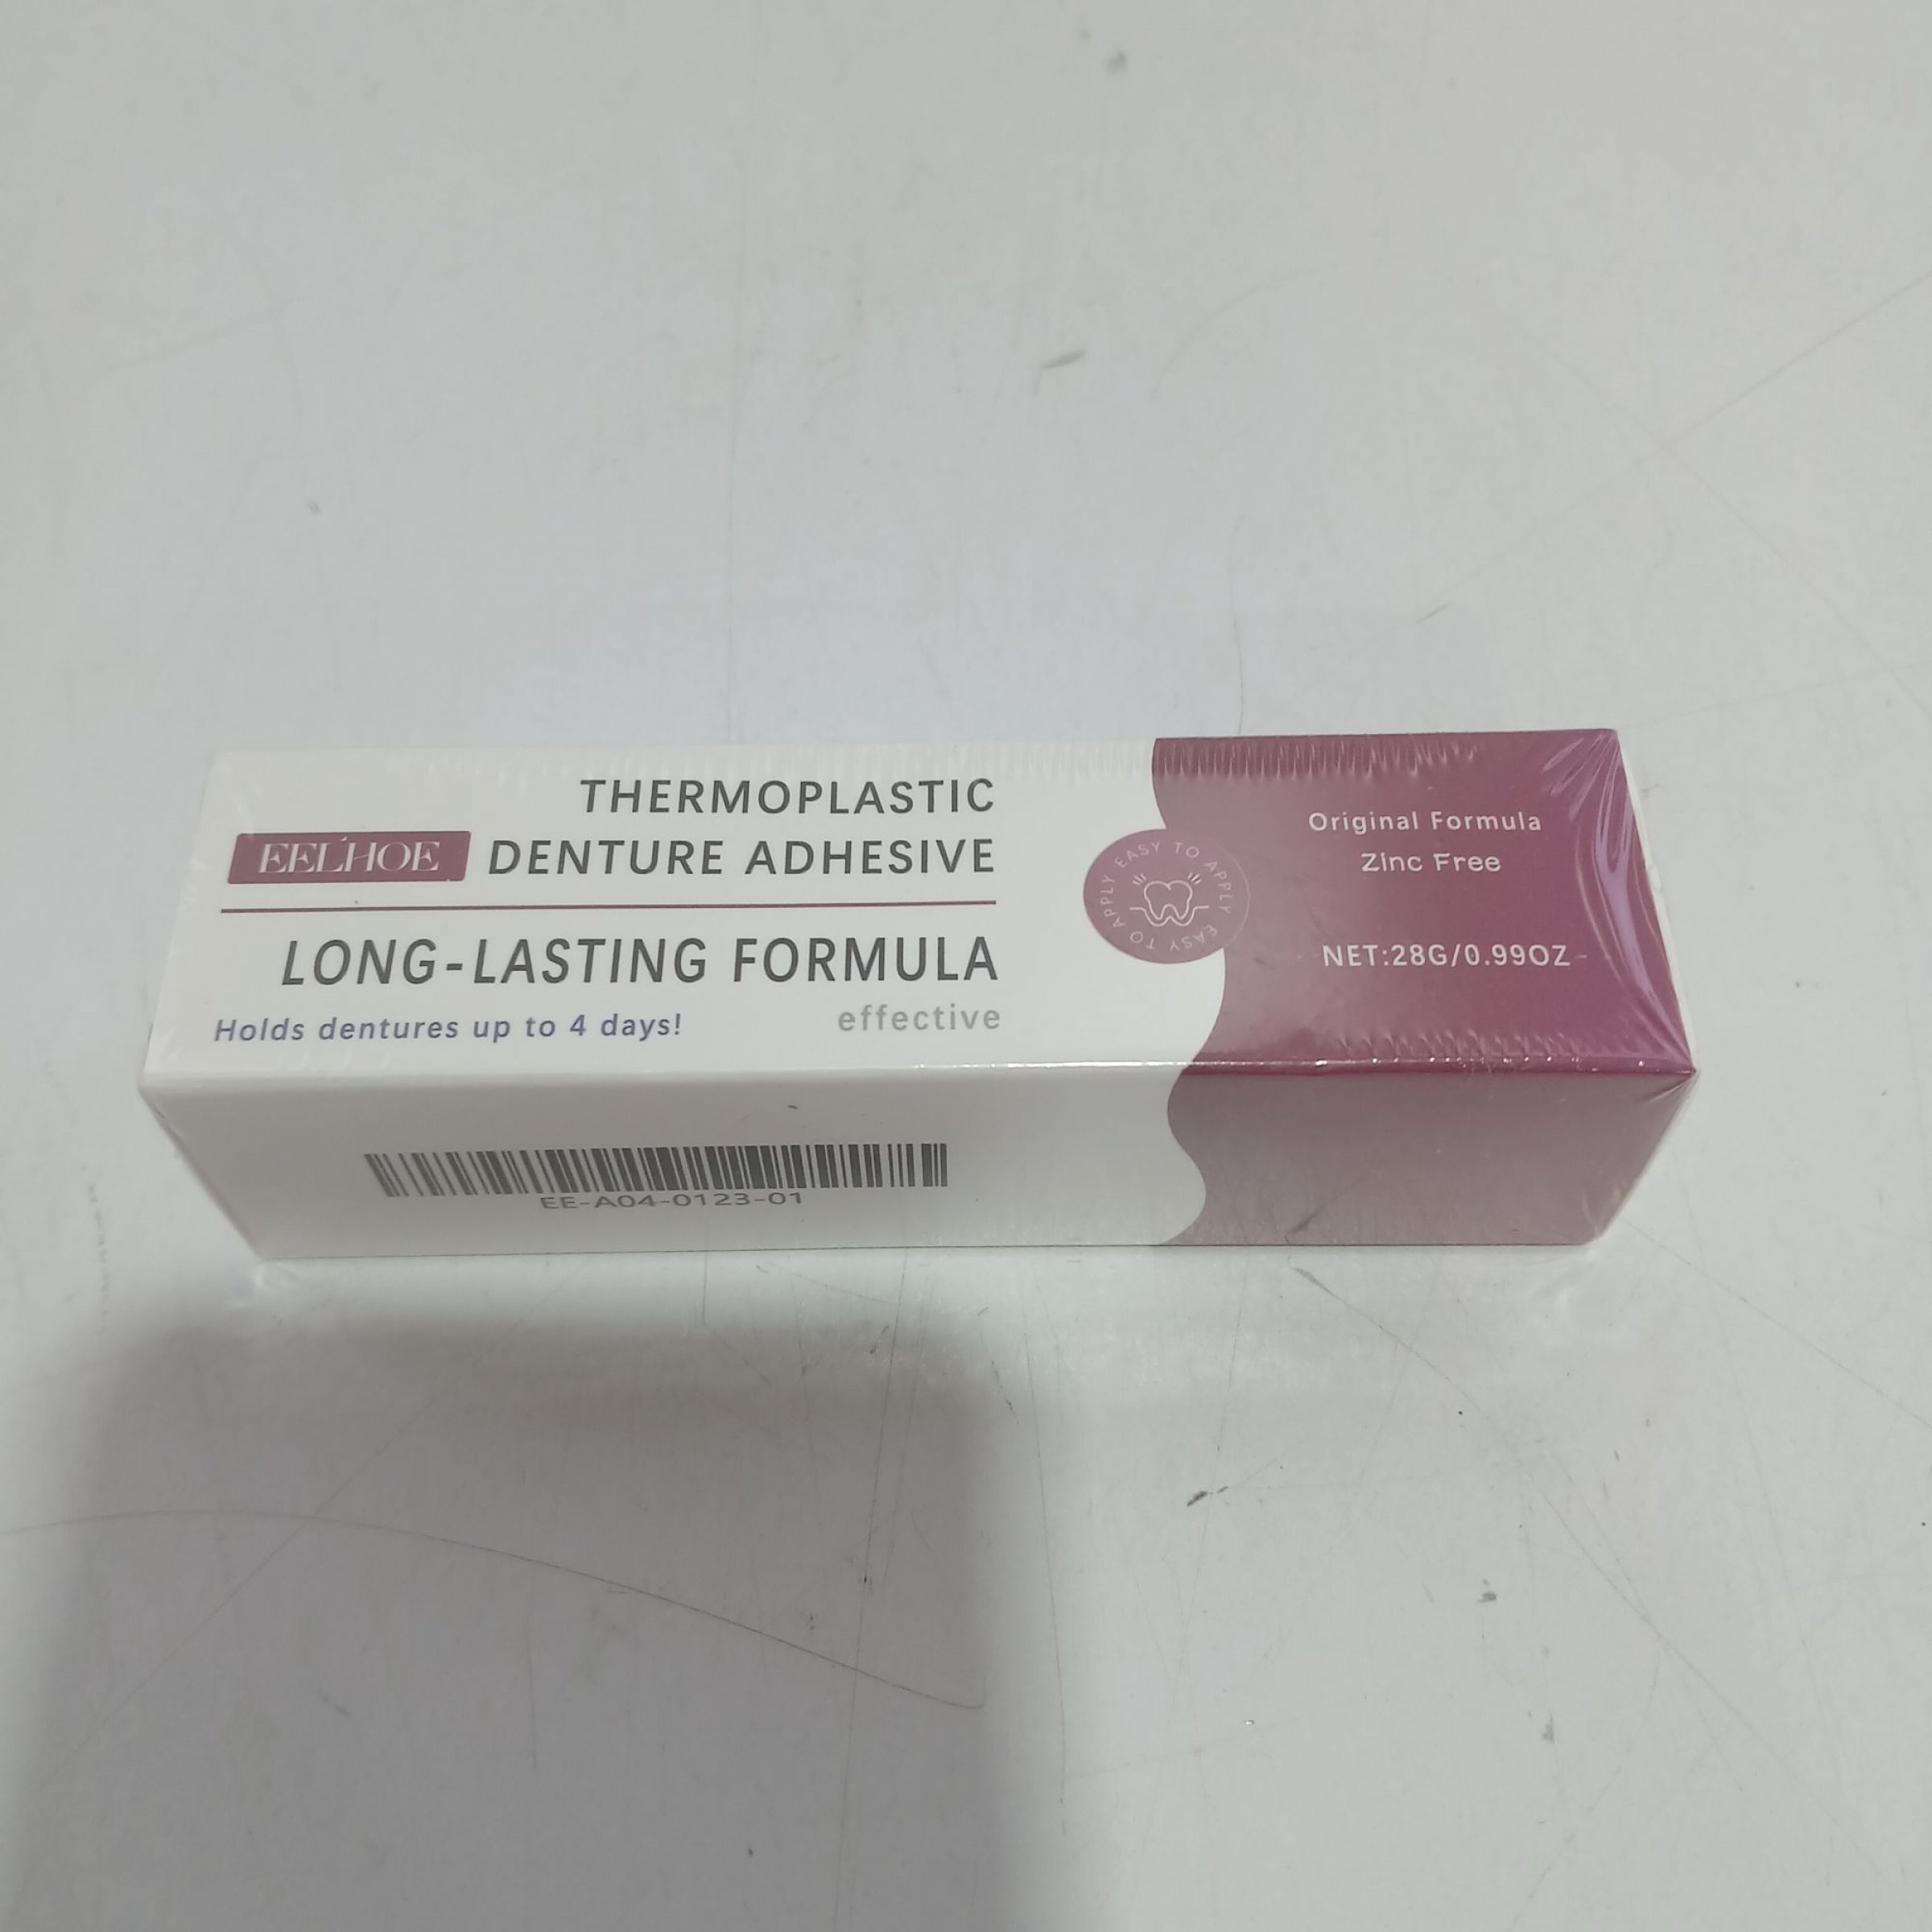 THERMOPLASTIC
EELHOE DENTURE ADHESIVE
LONG-LASTING FORMULA
Holds dentures up to 4 days! effective
EASY TO APPLY EASY TO APPLY
Original Formula
Zinc Free
NET:28G/0.99OZ
EE-A04-0123-01